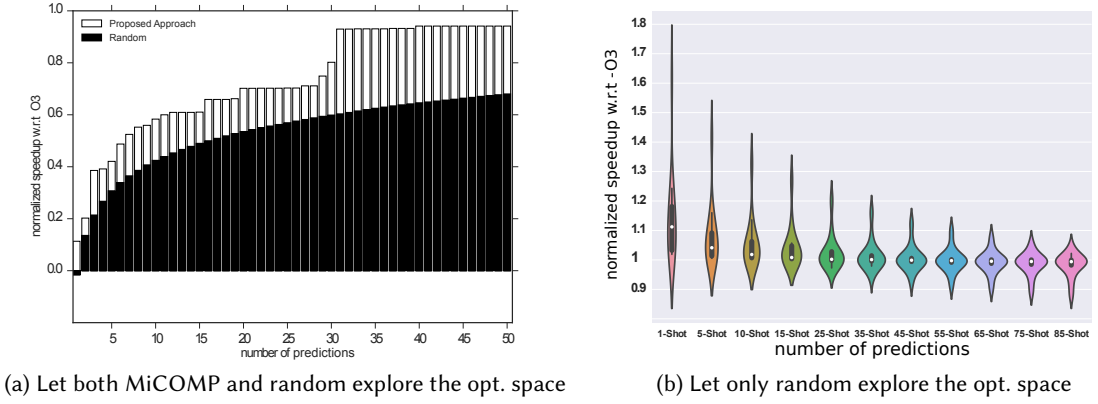 1.0
0.8
0.6
0.4
0.2
0.0
normalized speedup w.r.t O3
Proposed Approach
Random
5 10 15 20 25 30 35 40 45 50
number of predictions
(a) Let both MiCOMP and random explore the opt. space
1.8
1.7
1.6
1.5
1.4
1.3
1.2
1.1
1
0.9
normalized speedup w.r.t - O3
1-Shot 5-Shot 10-Shot 15-Shot 25-Shot 35-Shot 45-Shot 55-Shot 65-Shot 75-Shot 85-Shot
number of predictions
(b) Let only random explore the opt. space